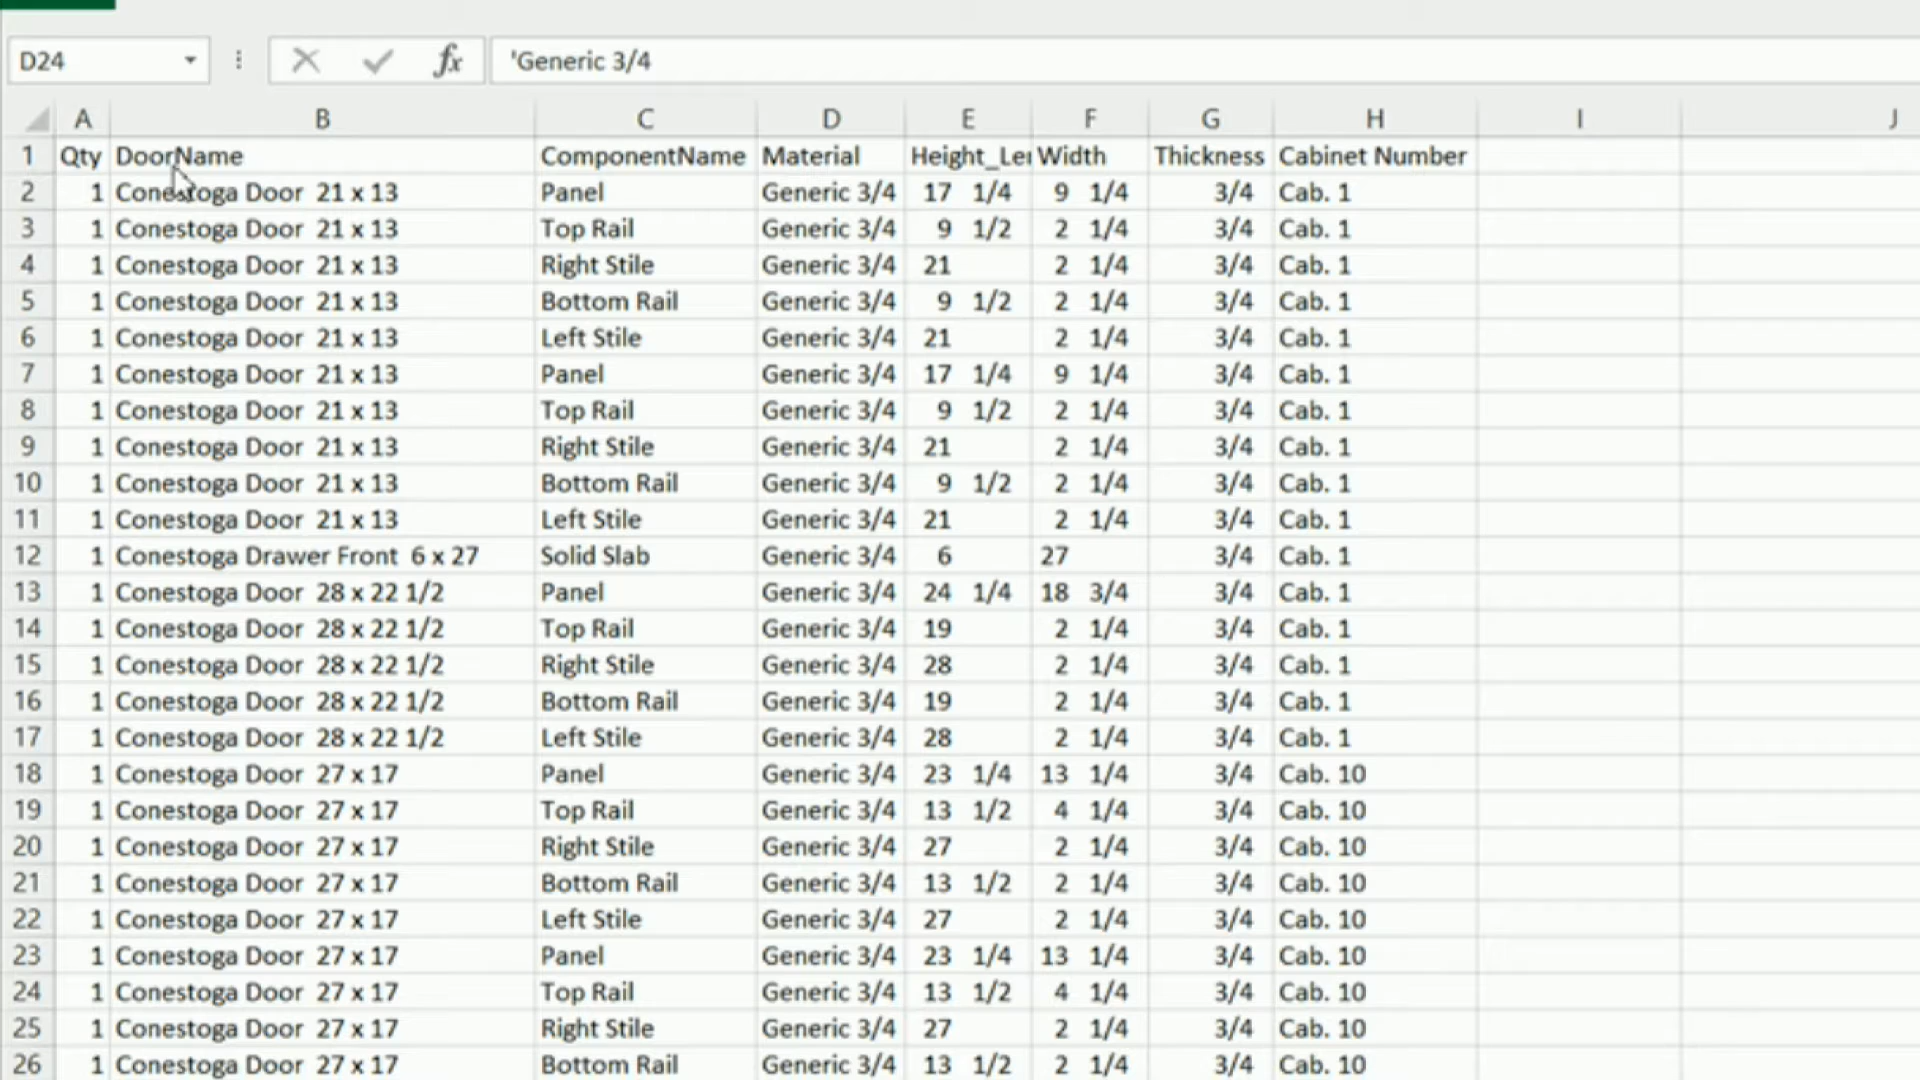 D24 fx 'Generic 3/4
A B C D E F G H I J
1 Qty DoorName ComponentName Material Height_Le Width Thickness Cabinet Number
2 1 Conestoga Door 21 x 13 Panel Generic 3/4 17 1/4 9 1/4 3/4 Cab. 1
3 1 Conestoga Door 21 x 13 Top Rail Generic 3/4 9 1/2 2 1/4 3/4 Cab. 1
4 1 Conestoga Door 21 x 13 Right Stile Generic 3/4 21 2 1/4 3/4 Cab. 1
5 1 Conestoga Door 21 x 13 Bottom Rail Generic 3/4 9 1/2 2 1/4 3/4 Cab. 1
6 1 Conestoga Door 21 x 13 Left Stile Generic 3/4 21 2 1/4 3/4 Cab. 1
7 1 Conestoga Door 21 x 13 Panel Generic 3/4 17 1/4 9 1/4 3/4 Cab. 1
8 1 Conestoga Door 21 x 13 Top Rail Generic 3/4 9 1/2 2 1/4 3/4 Cab. 1
9 1 Conestoga Door 21 x 13 Right Stile Generic 3/4 21 2 1/4 3/4 Cab. 1
10 1 Conestoga Door 21 x 13 Bottom Rail Generic 3/4 9 1/2 2 1/4 3/4 Cab. 1
11 1 Conestoga Door 21 x 13 Left Stile Generic 3/4 21 2 1/4 3/4 Cab. 1
12 1 Conestoga Drawer Front 6 x 27 Solid Slab Generic 3/4 6 27 3/4 Cab. 1
13 1 Conestoga Door 28 x 22 1/2 Panel Generic 3/4 24 1/4 18 3/4 3/4 Cab. 1
14 1 Conestoga Door 28 x 22 1/2 Top Rail Generic 3/4 19 2 1/4 3/4 Cab. 1
15 1 Conestoga Door 28 x 22 1/2 Right Stile Generic 3/4 28 2 1/4 3/4 Cab. 1
16 1 Conestoga Door 28 x 22 1/2 Bottom Rail Generic 3/4 19 2 1/4 3/4 Cab. 1
17 1 Conestoga Door 28 x 22 1/2 Left Stile Generic 3/4 28 2 1/4 3/4 Cab. 1
18 1 Conestoga Door 27 x 17 Panel Generic 3/4 23 1/4 13 1/4 3/4 Cab. 10
19 1 Conestoga Door 27 x 17 Top Rail Generic 3/4 13 1/2 4 1/4 3/4 Cab. 10
20 1 Conestoga Door 27 x 17 Right Stile Generic 3/4 27 2 1/4 3/4 Cab. 10
21 1 Conestoga Door 27 x 17 Bottom Rail Generic 3/4 13 1/2 2 1/4 3/4 Cab. 10
22 1 Conestoga Door 27 x 17 Left Stile Generic 3/4 27 2 1/4 3/4 Cab. 10
23 1 Conestoga Door 27 x 17 Panel Generic 3/4 23 1/4 13 1/4 3/4 Cab. 10
24 1 Conestoga Door 27 x 17 Top Rail Generic 3/4 13 1/2 4 1/4 3/4 Cab. 10
25 1 Conestoga Door 27 x 17 Right Stile Generic 3/4 27 2 1/4 3/4 Cab. 10
26 1 Conestoga Door 27 x 17 Bottom Rail Generic 3/4 13 1/2 2 1/4 3/4 Cab. 10